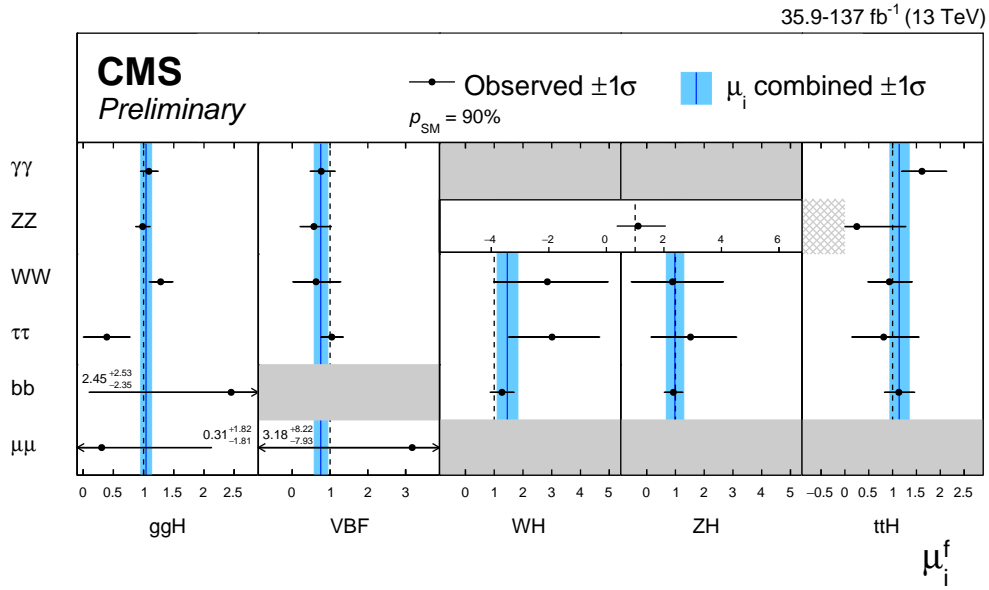 35.9-137 fb⁻¹ (13 TeV)
CMS
Preliminary
Observed ±1σ
μᵢ combined ±1σ
p_SM = 90%
γγ
ZZ
−4 −2 0 2 4 6
WW
ττ
bb
2.45 +2.53 −2.35
μμ
0.31 +1.82 −1.81
3.18 +8.22 −7.93
0 0.5 1 1.5 2 2.5
0 1 2 3
0 1 2 3 4 5
0 1 2 3 4 5
−0.5 0 0.5 1 1.5 2 2.5
ggH VBF WH ZH ttH
μᵢᶠ